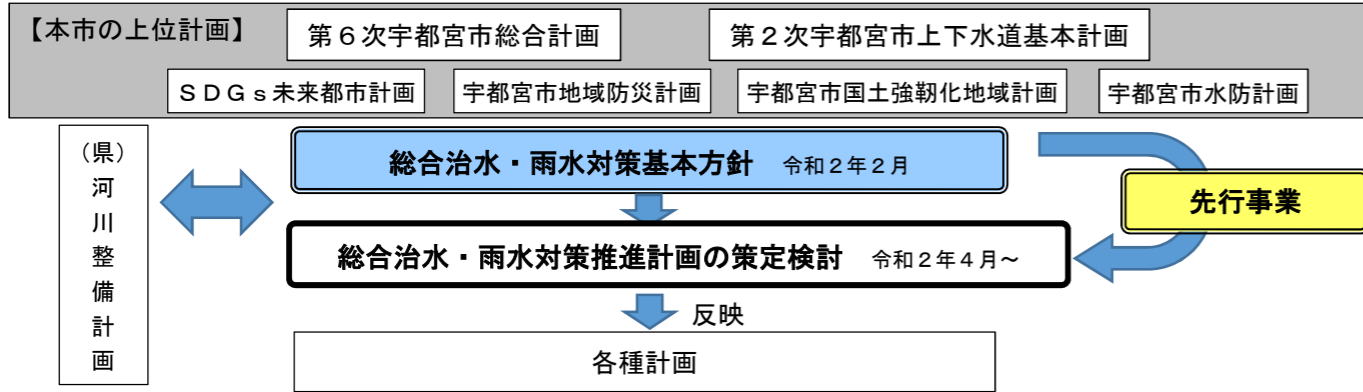 【本市の上位計画】
第６次宇都宮市総合計画
第２次宇都宮市上下水道基本計画
ＳＤＧｓ未来都市計画
宇都宮市地域防災計画
宇都宮市国土強靱化地域計画
宇都宮市水防計画
（県）河川整備計画
総合治水・雨水対策基本方針 令和２年２月
先行事業
総合治水・雨水対策推進計画の策定検討 令和２年４月～
反映
各種計画